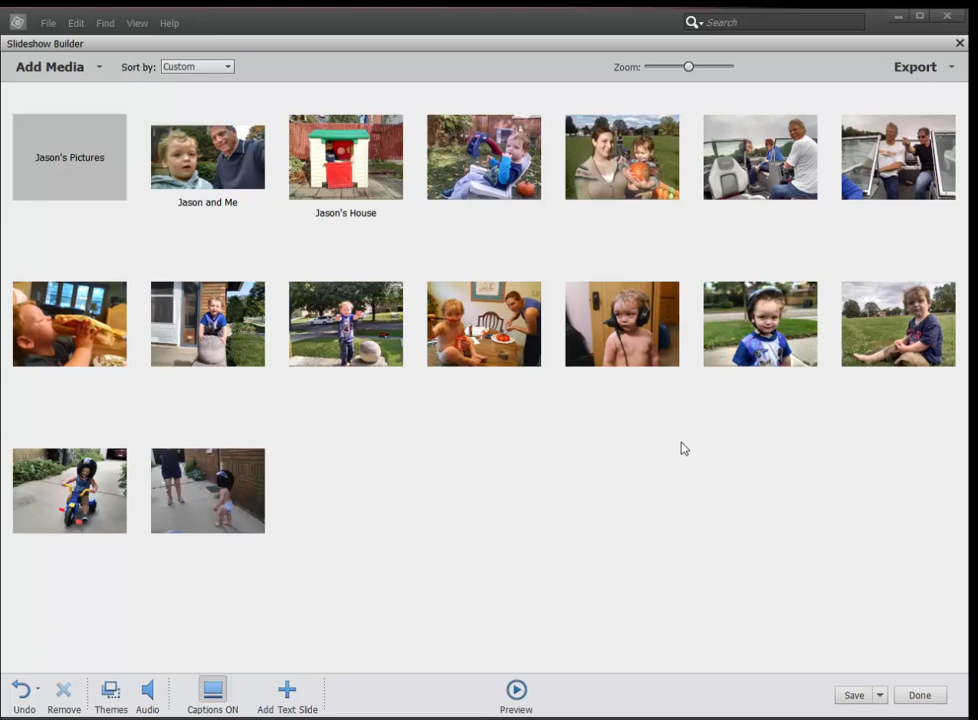 File Edit Find View Help Search
Slideshow Builder
Add Media Sort by: Custom Zoom: Export
Jason's Pictures
Jason and Me
Jason's House
Undo Remove Themes Audio Captions ON Add Text Slide Preview Save Done